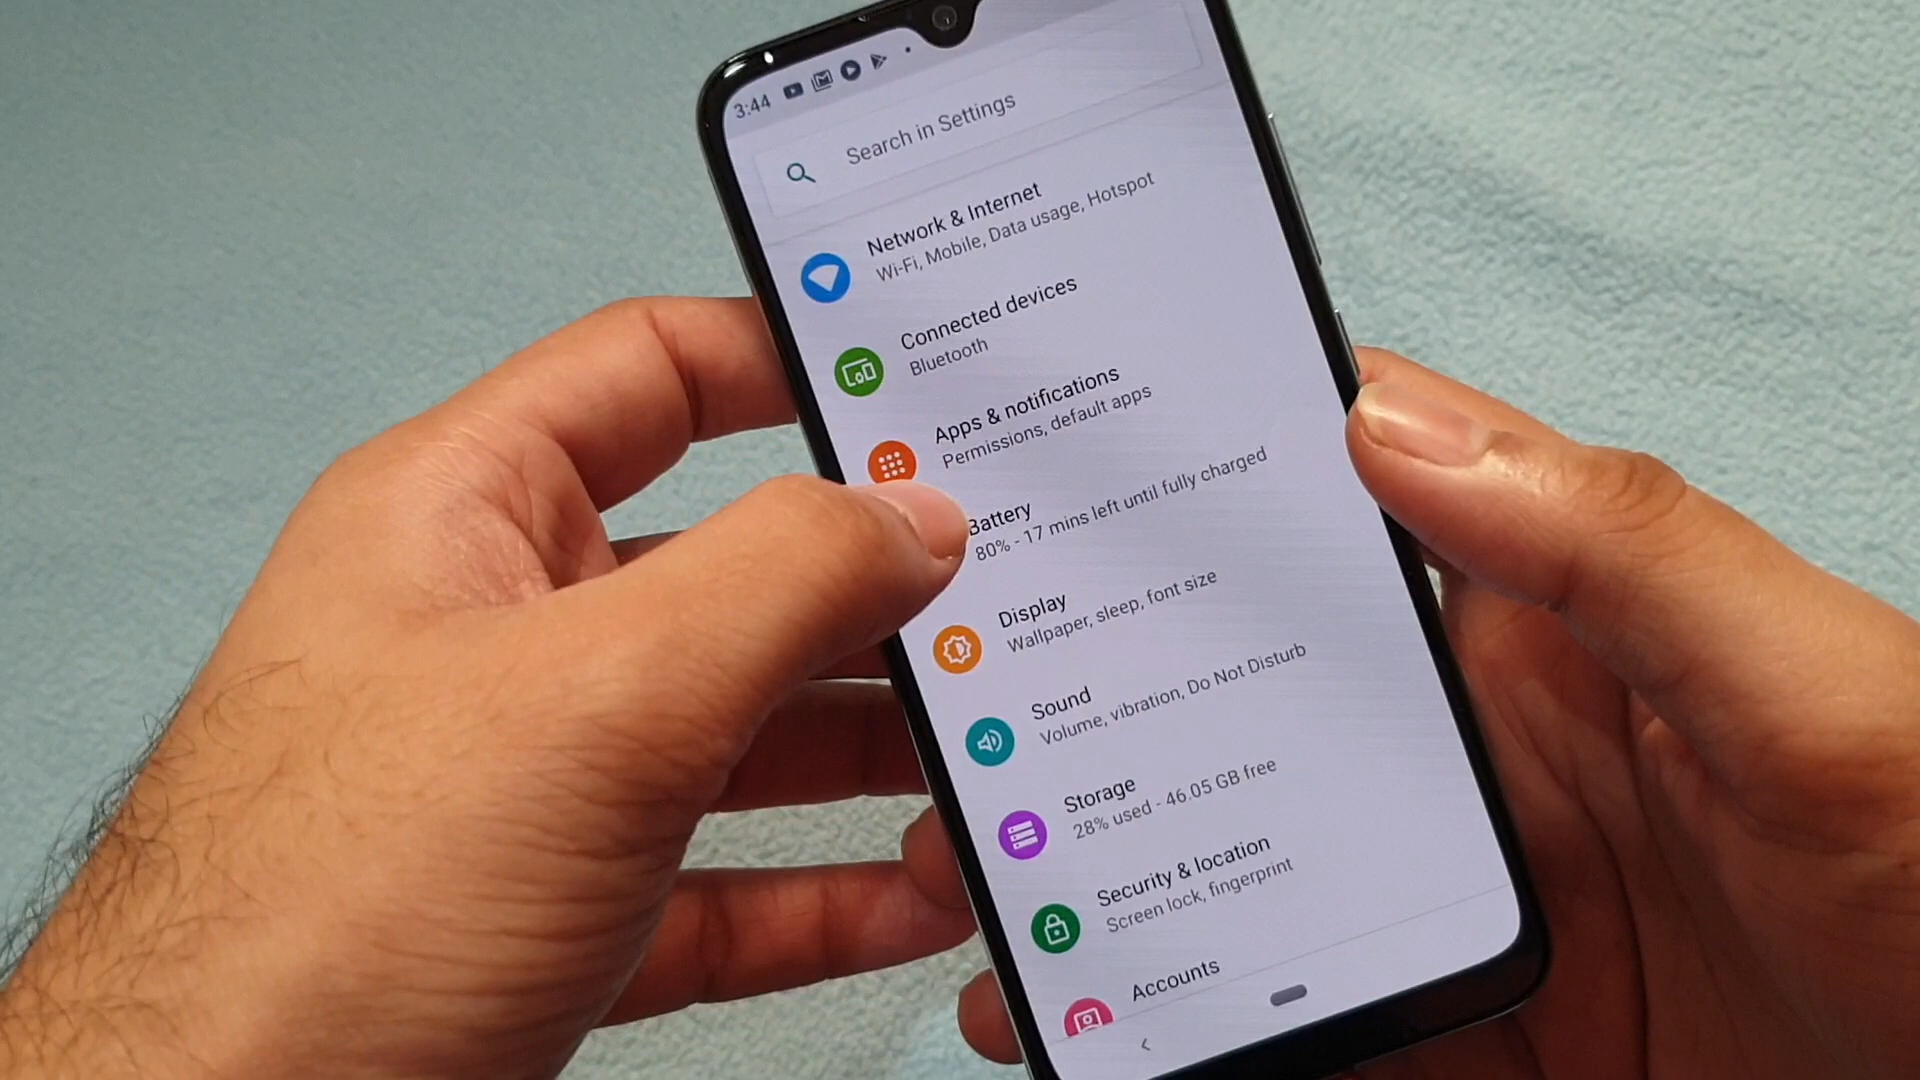 3:44
Search in Settings
Network & Internet
Wi-Fi, Mobile, Data usage, Hotspot
Connected devices
Bluetooth
Apps & notifications
Permissions, default apps
Battery
80% - 17 mins left until fully charged
Display
Wallpaper, sleep, font size
Sound
Volume, vibration, Do Not Disturb
Storage
28% used - 46.05 GB free
Security & location
Screen lock, fingerprint
Accounts